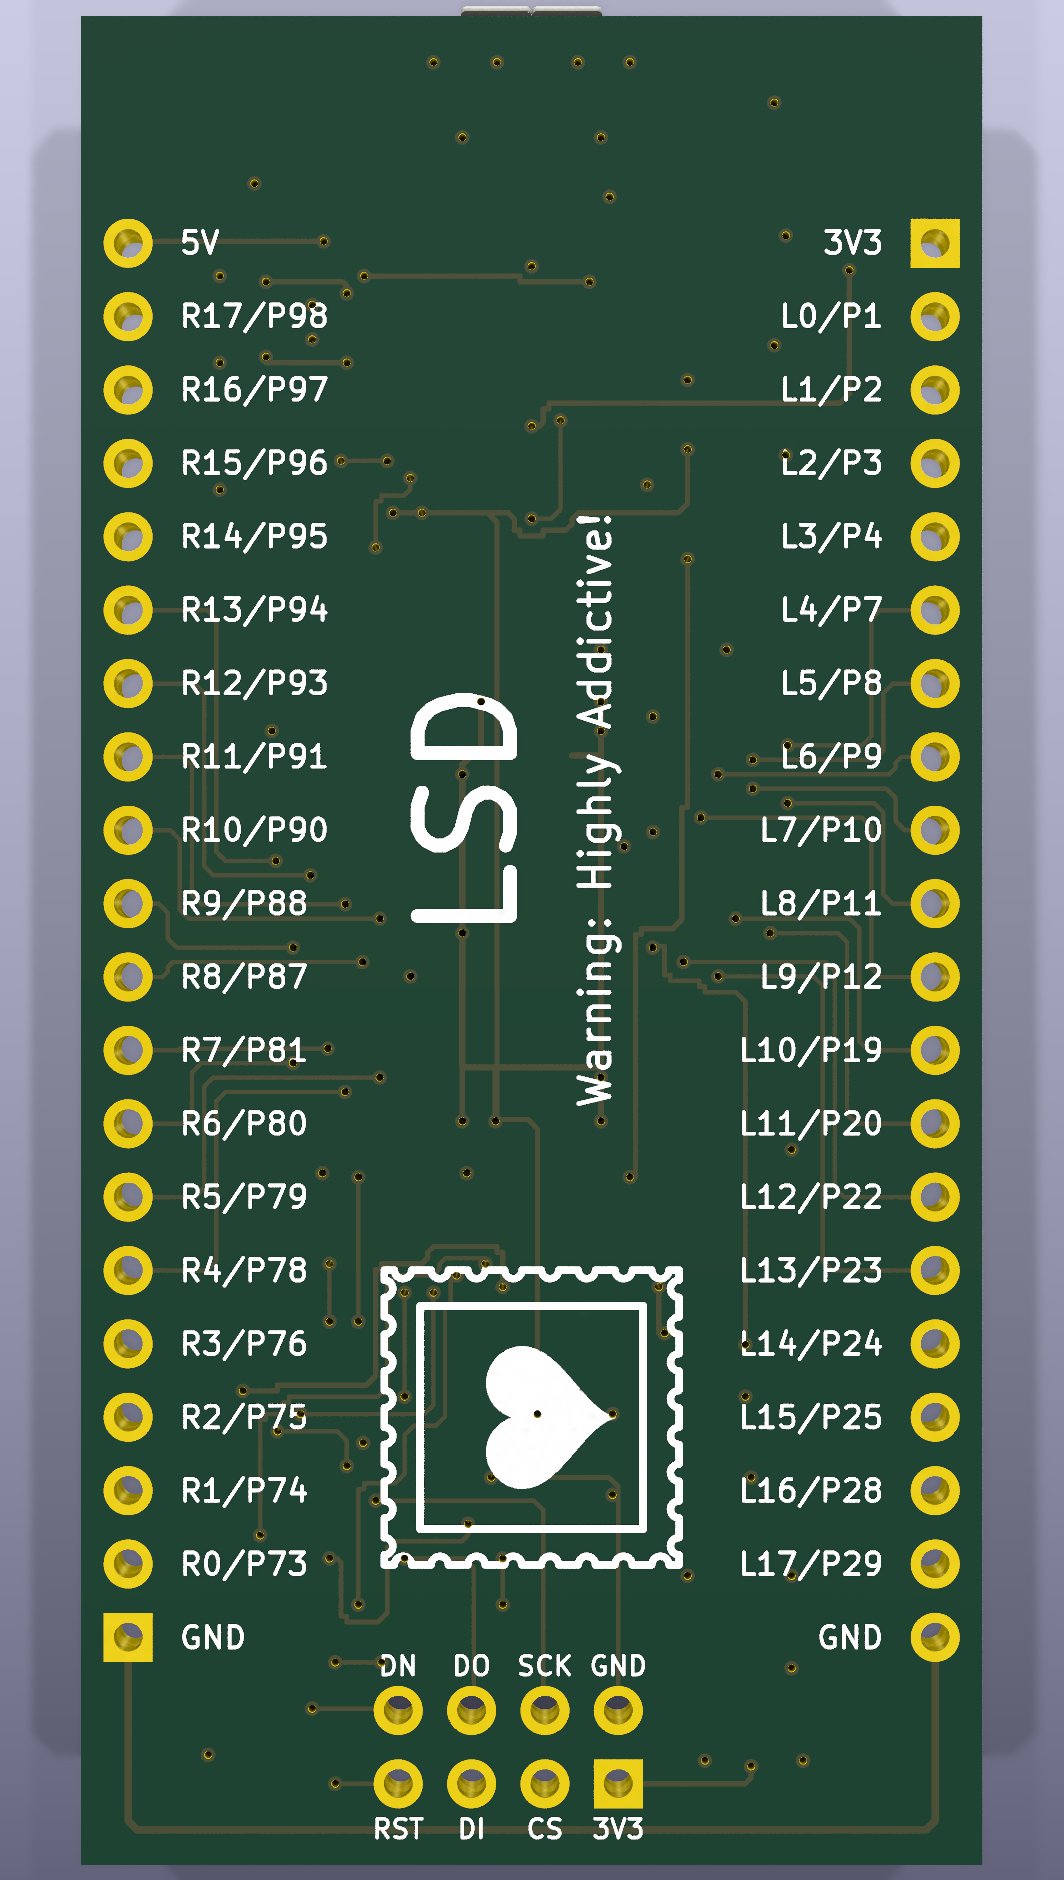 5V 3V3
R17/P98 L0/P1
R16/P97 L1/P2
R15/P96 L2/P3
R14/P95 L3/P4
R13/P94 L4/P7
R12/P93 L5/P8
R11/P91 L6/P9
R10/P90 L7/P10
R9/P88 L8/P11
R8/P87 L9/P12
R7/P81 L10/P19
R6/P80 L11/P20
R5/P79 L12/P22
R4/P78 L13/P23
R3/P76 L14/P24
R2/P75 L15/P25
R1/P74 L16/P28
R0/P73 L17/P29
GND GND
LSD
Warning: Highly Addictive!
DN DO SCK GND
RST DI CS 3V3